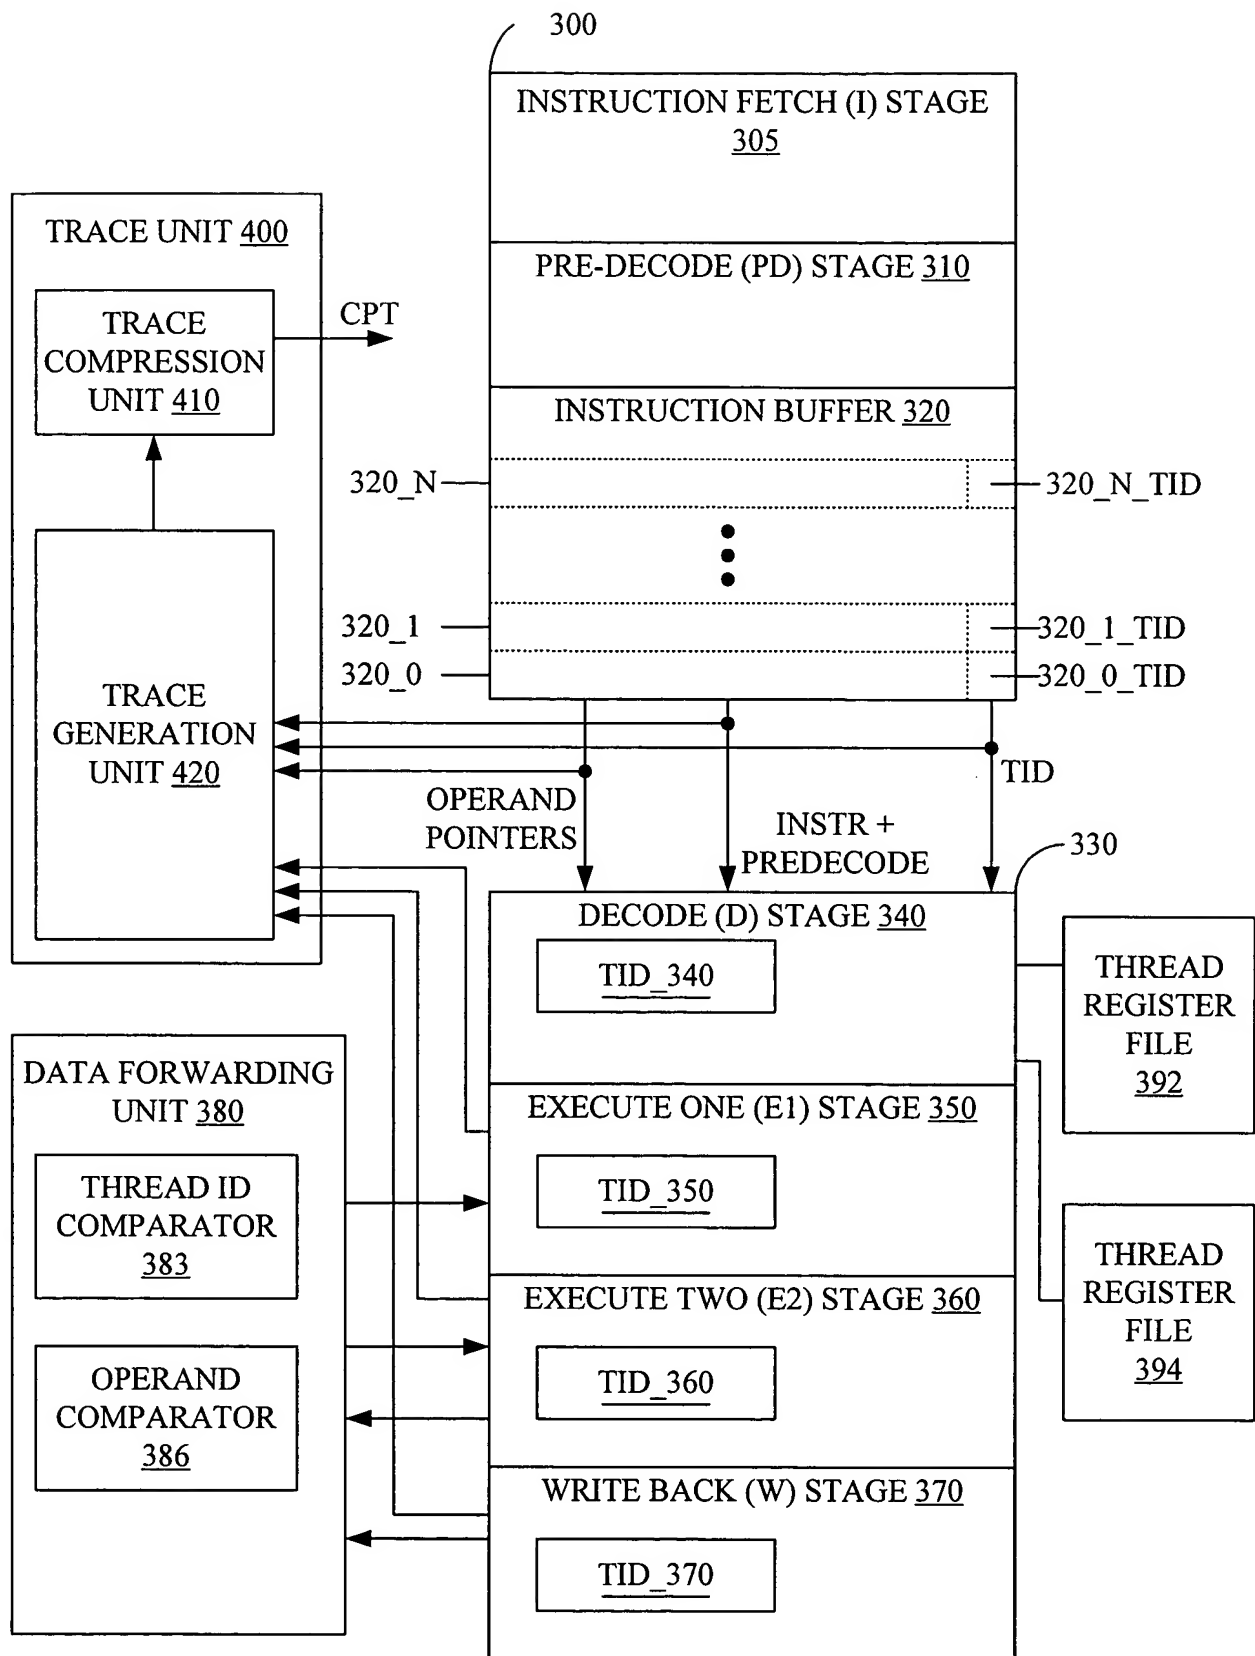 300
INSTRUCTION FETCH (I) STAGE
305
TRACE UNIT 400
PRE-DECODE (PD) STAGE 310
TRACE
COMPRESSION
UNIT 410
CPT
INSTRUCTION BUFFER 320
320_N
320_N_TID
320_1
320_1_TID
320_0
320_0_TID
TRACE
GENERATION
UNIT 420
OPERAND
POINTERS
INSTR +
PREDECODE
TID
330
DECODE (D) STAGE 340
TID_340
THREAD
REGISTER
FILE
392
DATA FORWARDING
UNIT 380
EXECUTE ONE (E1) STAGE 350
THREAD ID
COMPARATOR
383
TID_350
THREAD
REGISTER
FILE
394
EXECUTE TWO (E2) STAGE 360
OPERAND
COMPARATOR
386
TID_360
WRITE BACK (W) STAGE 370
TID_370